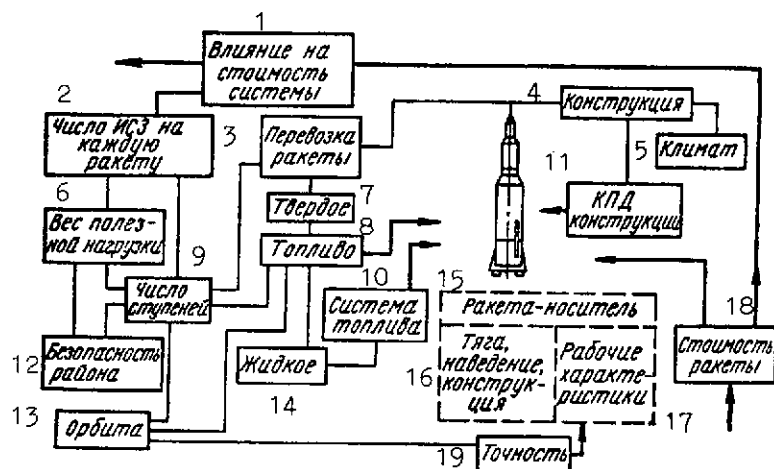 1
Влияние на
стоимость
системы
2
Число ИСЗ на
каждую
ракету
3
Перевозка
ракеты
4
Конструкция
5
Климат
6
Вес полез-
ной нагрузки
7
Твердое
8
Топливо
9
Число
ступеней
10
Система
топлива
11
КПД
конструкции
12
Безопасность
района
13
Орбита
Жидкое
14
15
Ракета-носитель
16
Тяга,
наведение,
конструк-
ция
Рабочие
характе-
ристики
17
18
Стоимость
ракеты
19
Точность